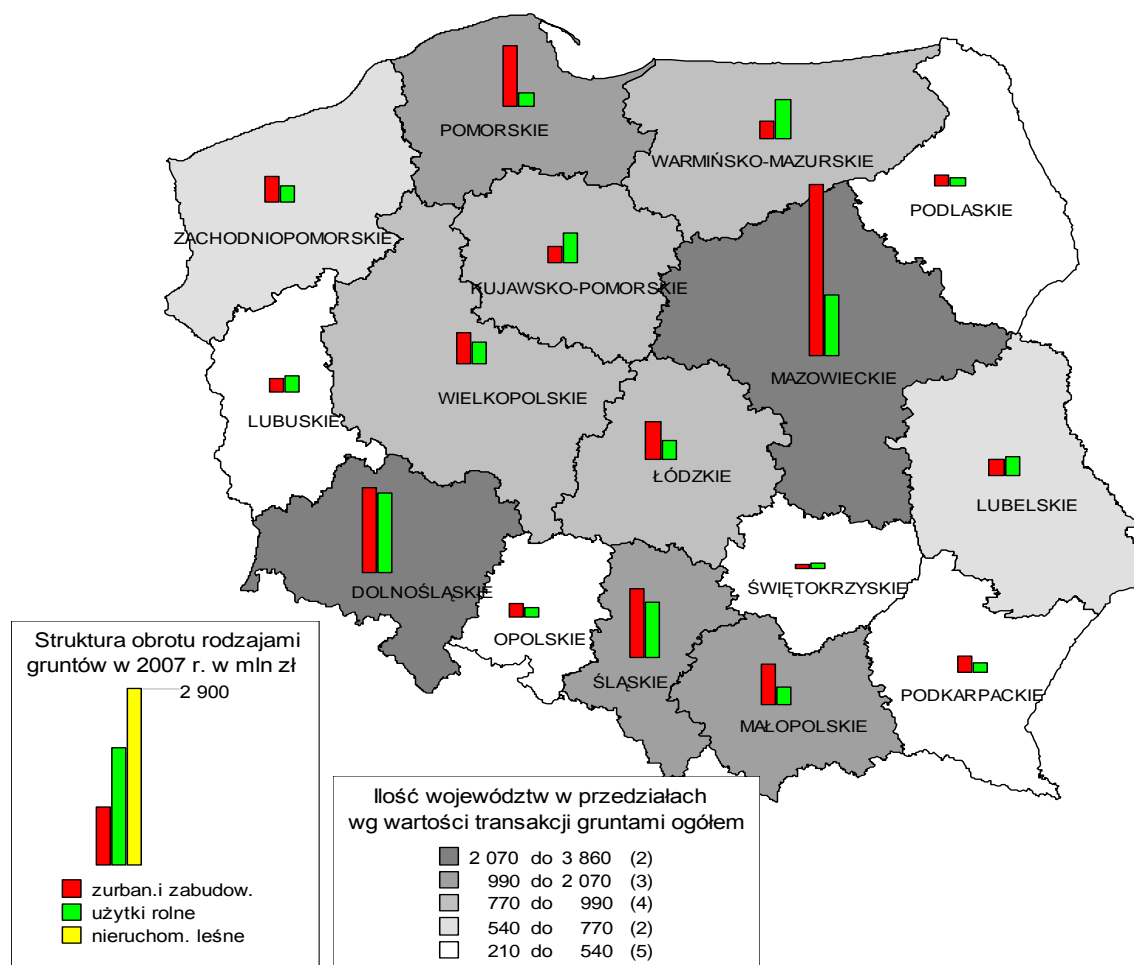 POMORSKIE
WARMIŃSKO-MAZURSKIE
PODLASKIE
ZACHODNIOPOMORSKIE
KUJAWSKO-POMORSKIE
MAZOWIECKIE
WIELKOPOLSKIE
LUBUSKIE
ŁÓDZKIE
LUBELSKIE
DOLNOŚLĄSKIE
ŚWIĘTOKRZYSKIE
OPOLSKIE
ŚLĄSKIE
PODKARPACKIE
MAŁOPOLSKIE
Struktura obrotu rodzajami
gruntów w 2007 r. w mln zł
2 900
zurban.i zabudow.
użytki rolne
nieruchom. leśne
Ilość województw w przedziałach
wg wartości transakcji gruntami ogółem
2 070 do 3 860 (2)
990 do 2 070 (3)
770 do 990 (4)
540 do 770 (2)
210 do 540 (5)